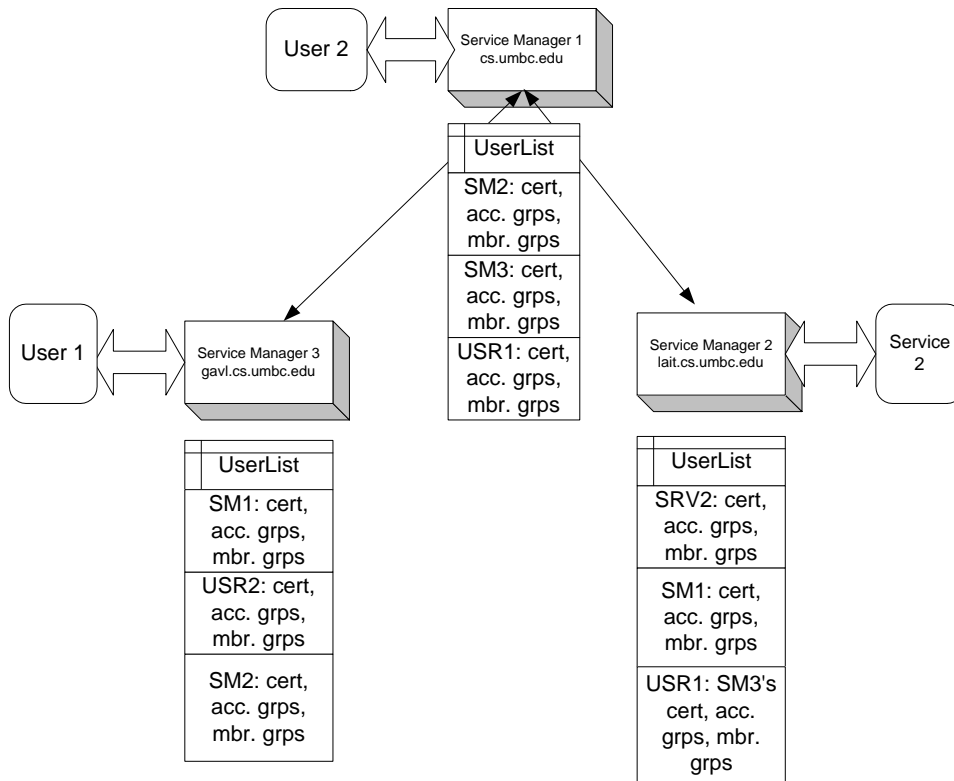 User 2
Service Manager 1
cs.umbc.edu
UserList
SM2: cert,
acc. grps,
mbr. grps
SM3: cert,
acc. grps,
mbr. grps
USR1: cert,
acc. grps,
mbr. grps
User 1
Service Manager 3
gavl.cs.umbc.edu
Service Manager 2
lait.cs.umbc.edu
Service
2
UserList
SM1: cert,
acc. grps,
mbr. grps
USR2: cert,
acc. grps,
mbr. grps
SM2: cert,
acc. grps,
mbr. grps
UserList
SRV2: cert,
acc. grps,
mbr. grps
SM1: cert,
acc. grps,
mbr. grps
USR1: SM3's
cert, acc.
grps, mbr.
grps